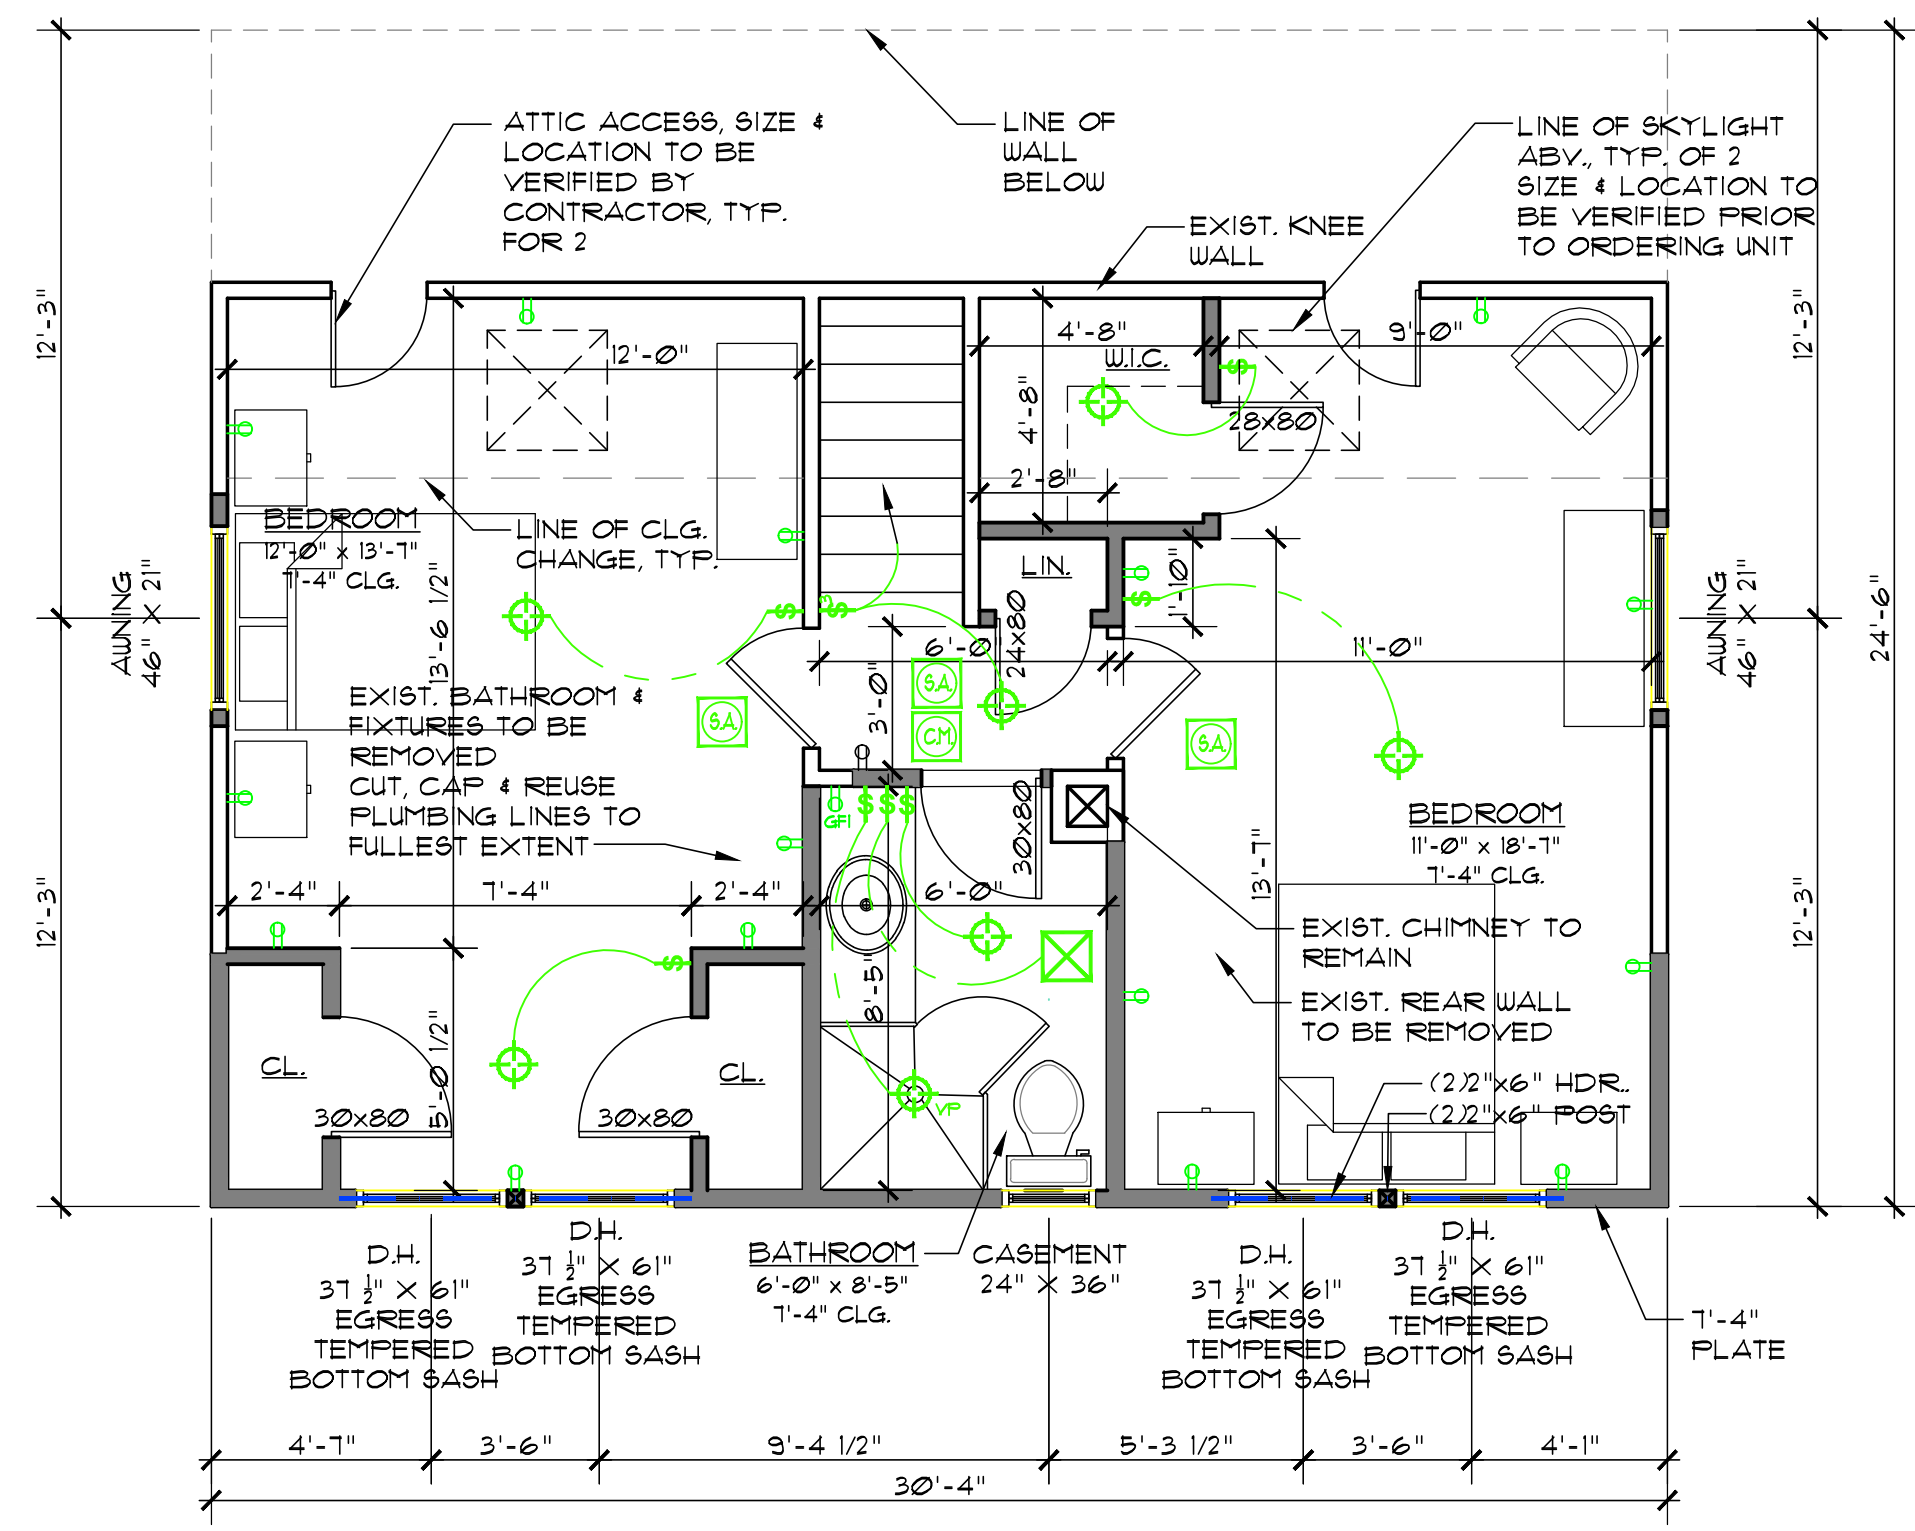 ATTIC ACCESS, SIZE &
LOCATION TO BE
VERIFIED BY
CONTRACTOR, TYP.
FOR 2
LINE OF
WALL
BELOW
LINE OF SKYLIGHT
ABV., TYP. OF 2
SIZE & LOCATION TO
BE VERIFIED PRIOR
TO ORDERING UNIT
EXIST. KNEE
WALL
12'-3"
12'-3"
12'-0"
4'-8"
W.I.C.
9'-0"
4'-8"
28x80
2'-8"
BEDROOM
12'-0" x 13'-7"
7'-4" CLG.
LINE OF CLG.
CHANGE, TYP.
LIN.
1'-10"
24x80
AWNING
46" X 21"
13'-6 1/2"
3
$
$
$
$
6'-0"
11'-0"
AWNING
46" X 21"
24'-6"
EXIST. BATHROOM &
FIXTURES TO BE
REMOVED
CUT, CAP & REUSE
PLUMBING LINES TO
FULLEST EXTENT
S.A.
S.A.
C.M.
3'-0"
S.A.
GFI
$ $ $
30x80
BEDROOM
11'-0" x 18'-7"
7'-4" CLG.
13'-7"
2'-4"
7'-4"
2'-4"
6'-0"
12'-3"
12'-3"
EXIST. CHIMNEY TO
REMAIN
$
8'-5"
EXIST. REAR WALL
TO BE REMOVED
CL.
5'-0 1/2"
CL.
30x80
30x80
VP
(2)2"x6" HDR..
(2)2"x6" POST
D.H.
37 1/2" X 61"
EGRESS
TEMPERED
BOTTOM SASH
D.H.
37 1/2" X 61"
EGRESS
TEMPERED
BOTTOM SASH
BATHROOM
6'-0" x 8'-5"
7'-4" CLG.
CASEMENT
24" X 36"
D.H.
37 1/2" X 61"
EGRESS
TEMPERED
BOTTOM SASH
D.H.
37 1/2" X 61"
EGRESS
TEMPERED
BOTTOM SASH
7'-4"
PLATE
4'-7"
3'-6"
9'-4 1/2"
5'-3 1/2"
3'-6"
4'-1"
30'-4"